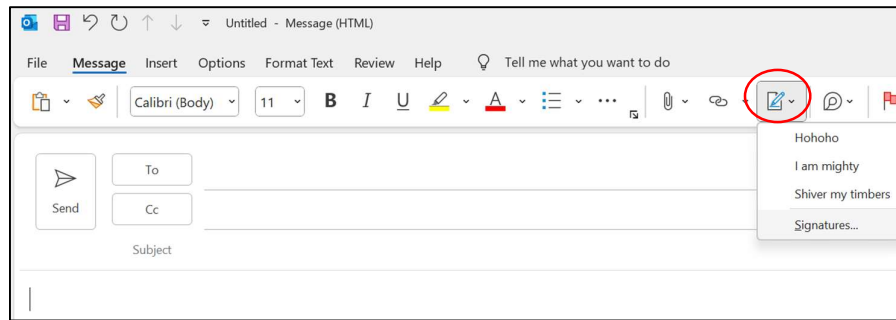 Untitled - Message (HTML)
File Message Insert Options Format Text Review Help Tell me what you want to do
Calibri (Body) 11 B I U A
Hohoho
To
I am mighty
Send
Cc
Shiver my timbers
Signatures...
Subject